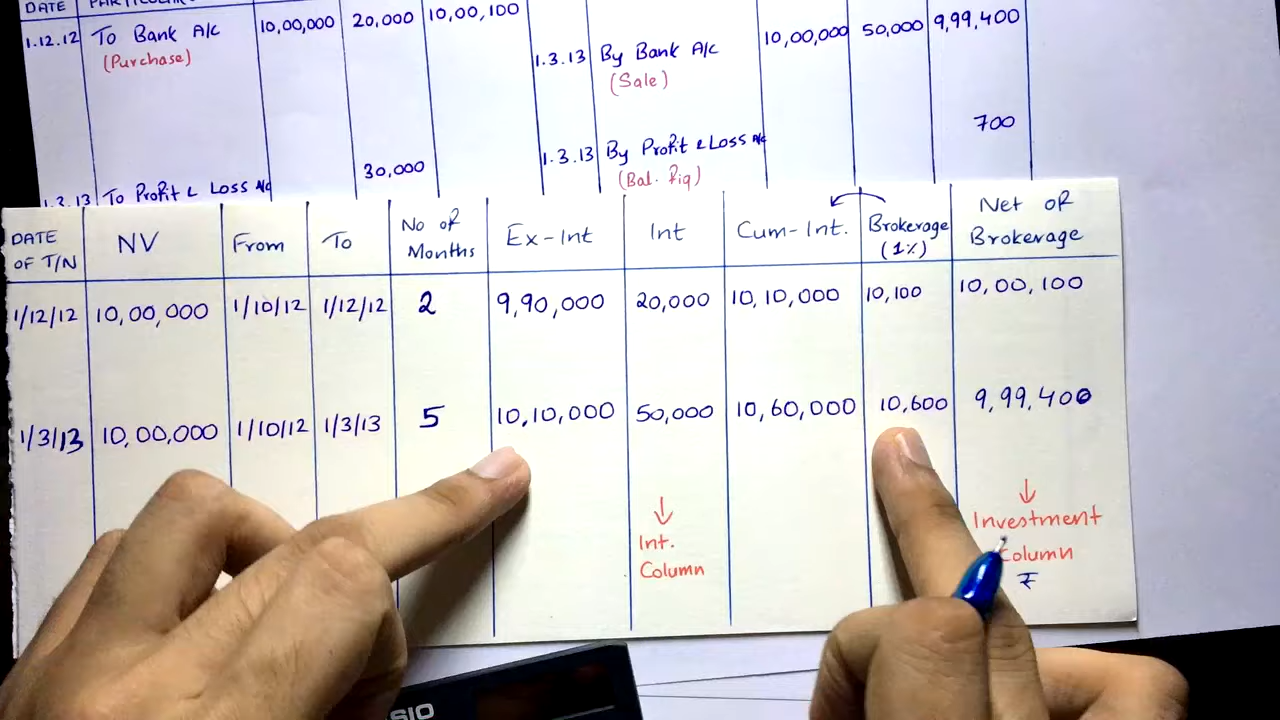 DATE
1.12.12 To Bank A/c 10,00,000 20,000 10,00,100
(Purchase)
1.3.13 By Bank A/c 10,00,000 50,000 9,99,400
(Sale)
700
1.3.13 By Profit & Loss A/c
(Bal. Fig)
30,000
1.3.13 To Profit & Loss A/c
DATE OF T/N NV From To No of Months Ex-Int Int Cum-Int. Brokerage (1%) Net of Brokerage
1/12/12 10,00,000 1/10/12 1/12/12 2 9,90,000 20,000 10,10,000 10,100 10,00,100
1/3/13 10,00,000 1/10/12 1/3/13 5 10,10,000 50,000 10,60,000 10,600 9,99,400
↓
Int.
Column
↓
Investment
Column
₹
SIO